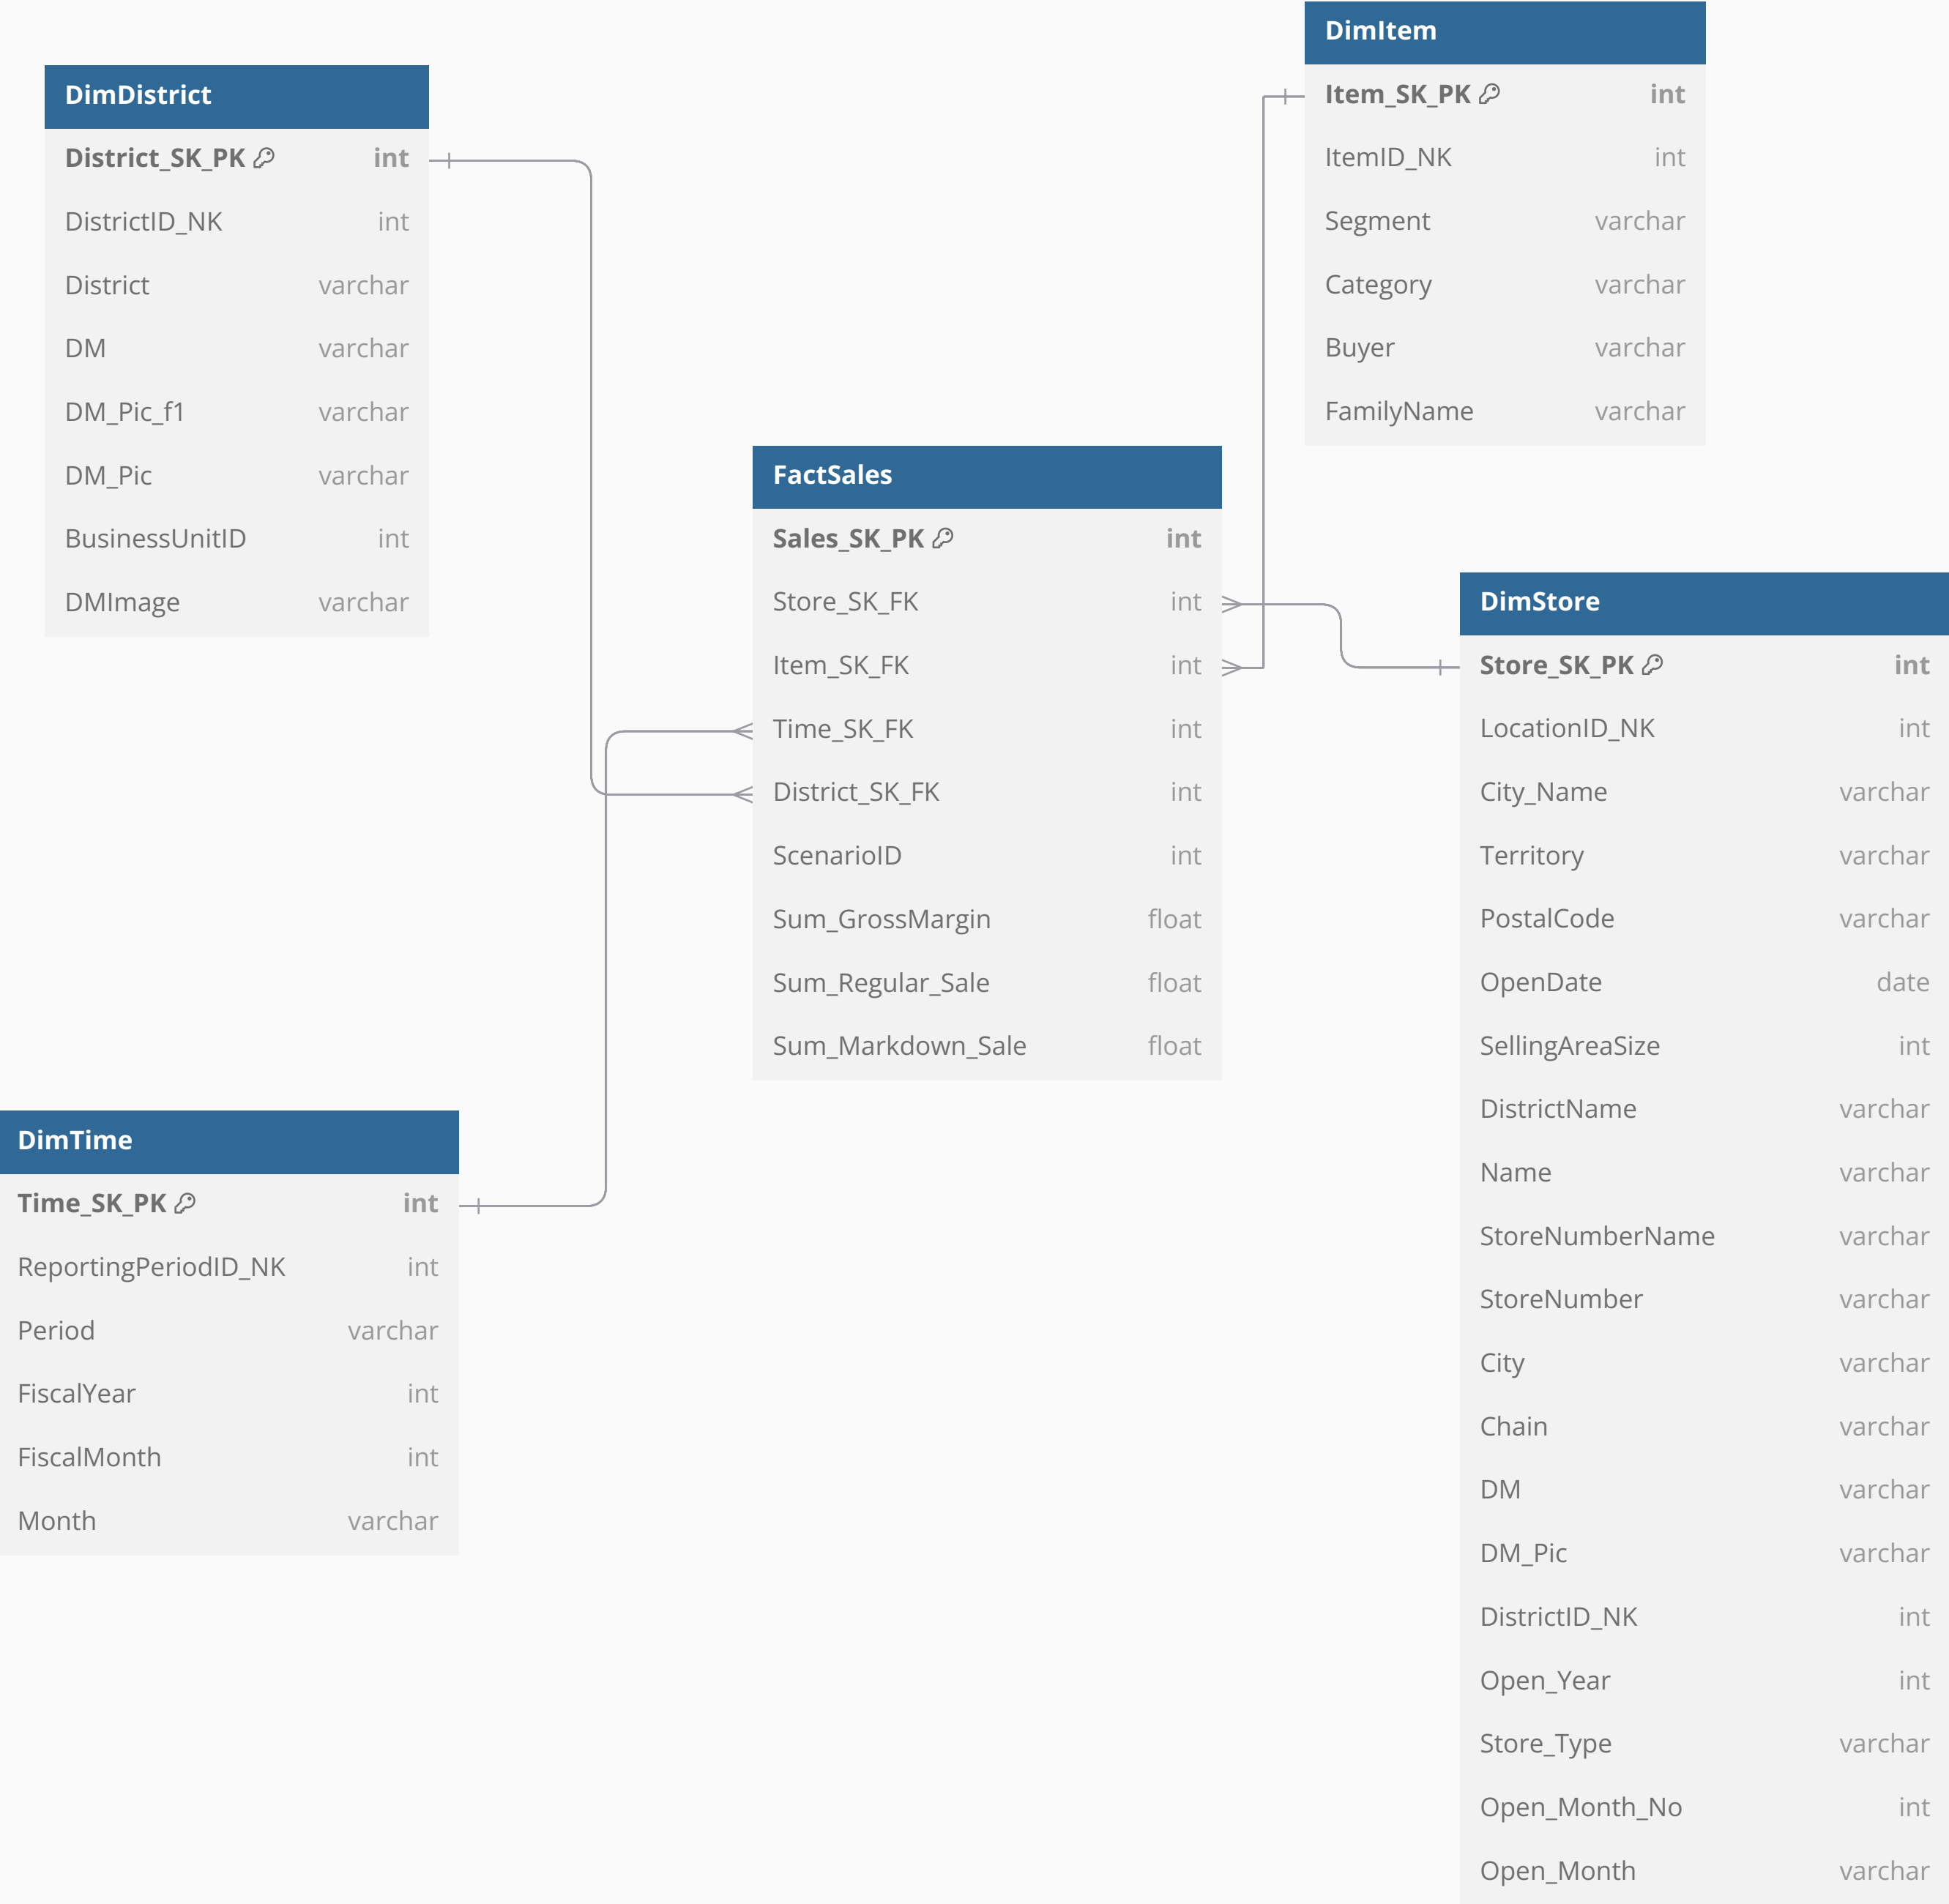 DimDistrict
District_SK_PK int
DistrictID_NK int
District varchar
DM varchar
DM_Pic_f1 varchar
DM_Pic varchar
BusinessUnitID int
DMImage varchar
DimItem
Item_SK_PK int
ItemID_NK int
Segment varchar
Category varchar
Buyer varchar
FamilyName varchar
FactSales
Sales_SK_PK int
Store_SK_FK int
Item_SK_FK int
Time_SK_FK int
District_SK_FK int
ScenarioID int
Sum_GrossMargin float
Sum_Regular_Sale float
Sum_Markdown_Sale float
DimStore
Store_SK_PK int
LocationID_NK int
City_Name varchar
Territory varchar
PostalCode varchar
OpenDate date
SellingAreaSize int
DistrictName varchar
Name varchar
StoreNumberName varchar
StoreNumber varchar
City varchar
Chain varchar
DM varchar
DM_Pic varchar
DistrictID_NK int
Open_Year int
Store_Type varchar
Open_Month_No int
Open_Month varchar
DimTime
Time_SK_PK int
ReportingPeriodID_NK int
Period varchar
FiscalYear int
FiscalMonth int
Month varchar